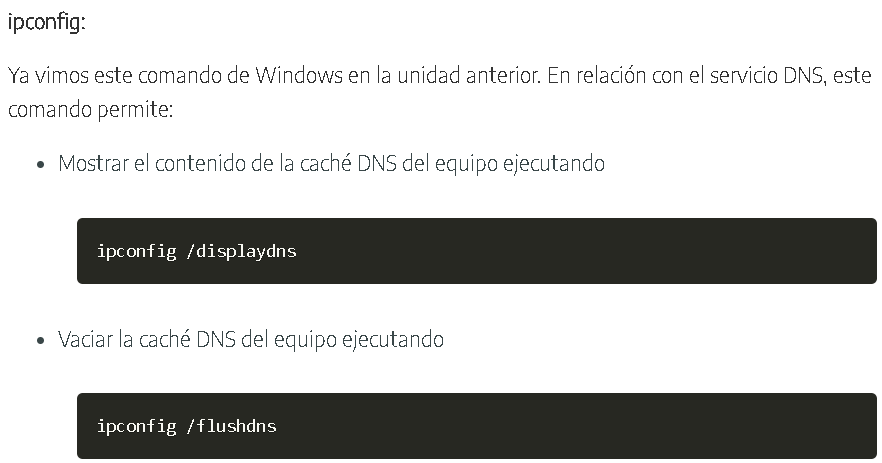 ipconfig:
Ya vimos este comando de Windows en la unidad anterior. En relación con el servicio DNS, este
comando permite:
• Mostrar el contenido de la caché DNS del equipo ejecutando
ipconfig /displaydns
• Vaciar la caché DNS del equipo ejecutando
ipconfig /flushdns